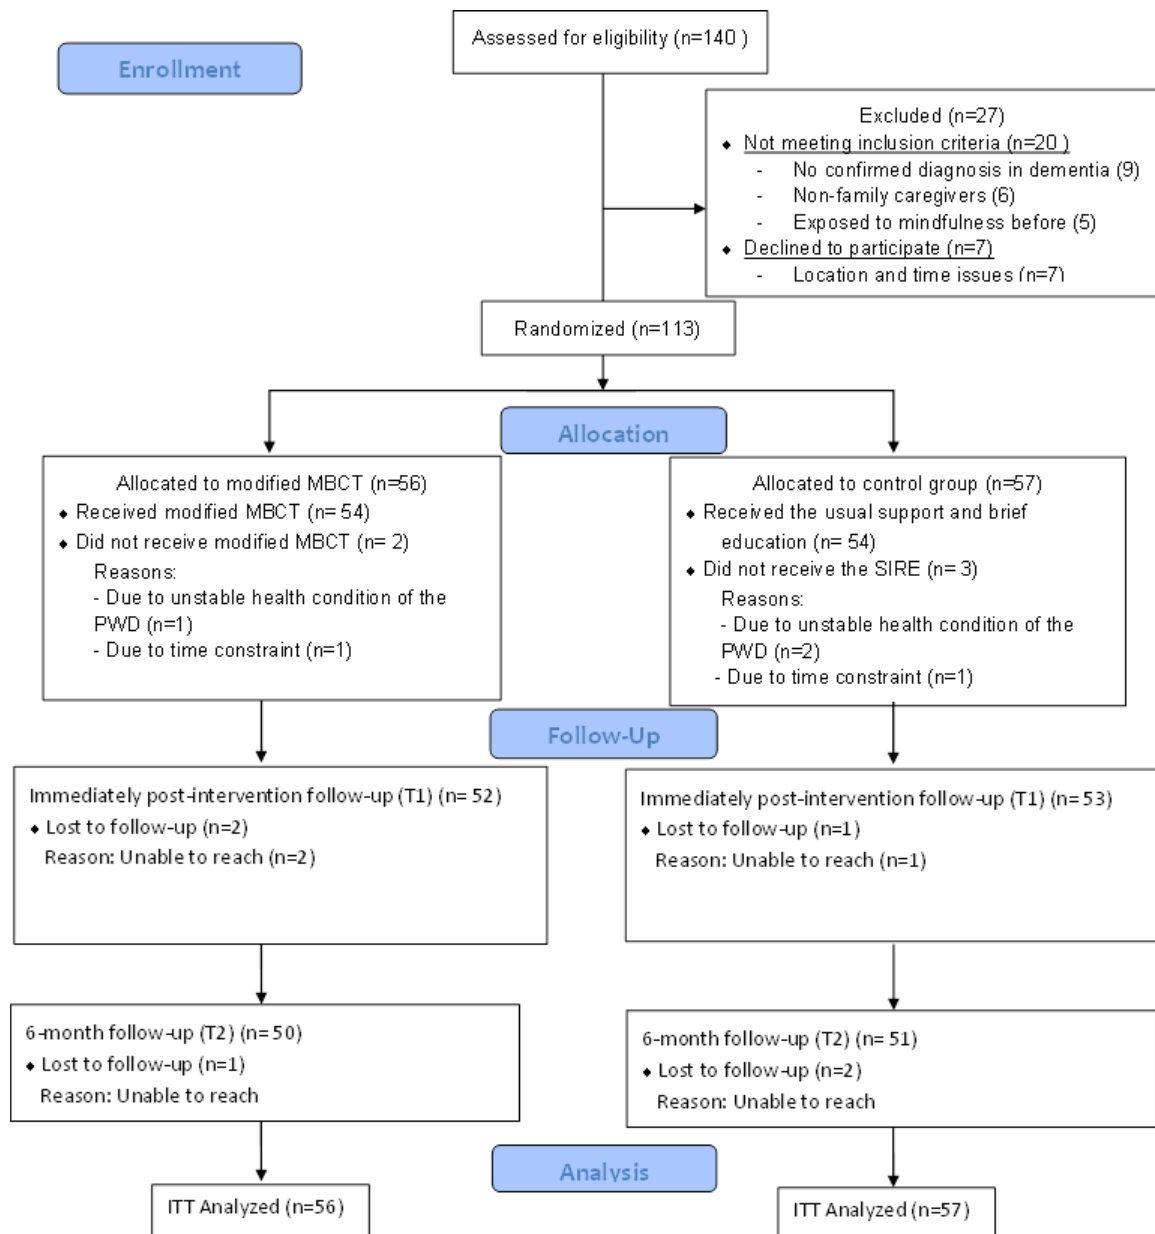 Assessed for eligibility (n=140 )
Enrollment
Excluded (n=27)
◆ Not meeting inclusion criteria (n=20 )
- No confirmed diagnosis in dementia (9)
- Non-family caregivers (6)
- Exposed to mindfulness before (5)
◆ Declined to participate (n=7)
- Location and time issues (n=7)
Randomized (n=113)
Allocation
Allocated to modified MBCT (n=56)
◆ Received modified MBCT (n= 54)
◆ Did not receive modified MBCT (n= 2)
Reasons:
- Due to unstable health condition of the
PWD (n=1)
- Due to time constraint (n=1)
Allocated to control group (n=57)
◆ Received the usual support and brief
education (n= 54)
◆ Did not receive the SIRE (n= 3)
Reasons:
- Due to unstable health condition of the
PWD (n=2)
- Due to time constraint (n=1)
Follow-Up
Immediately post-intervention follow-up (T1) (n= 52)
◆ Lost to follow-up (n=2)
Reason: Unable to reach (n=2)
Immediately post-intervention follow-up (T1) (n= 53)
◆ Lost to follow-up (n=1)
Reason: Unable to reach (n=1)
6-month follow-up (T2) (n= 50)
◆ Lost to follow-up (n=1)
Reason: Unable to reach
6-month follow-up (T2) (n= 51)
◆ Lost to follow-up (n=2)
Reason: Unable to reach
Analysis
ITT Analyzed (n=56)
ITT Analyzed (n=57)